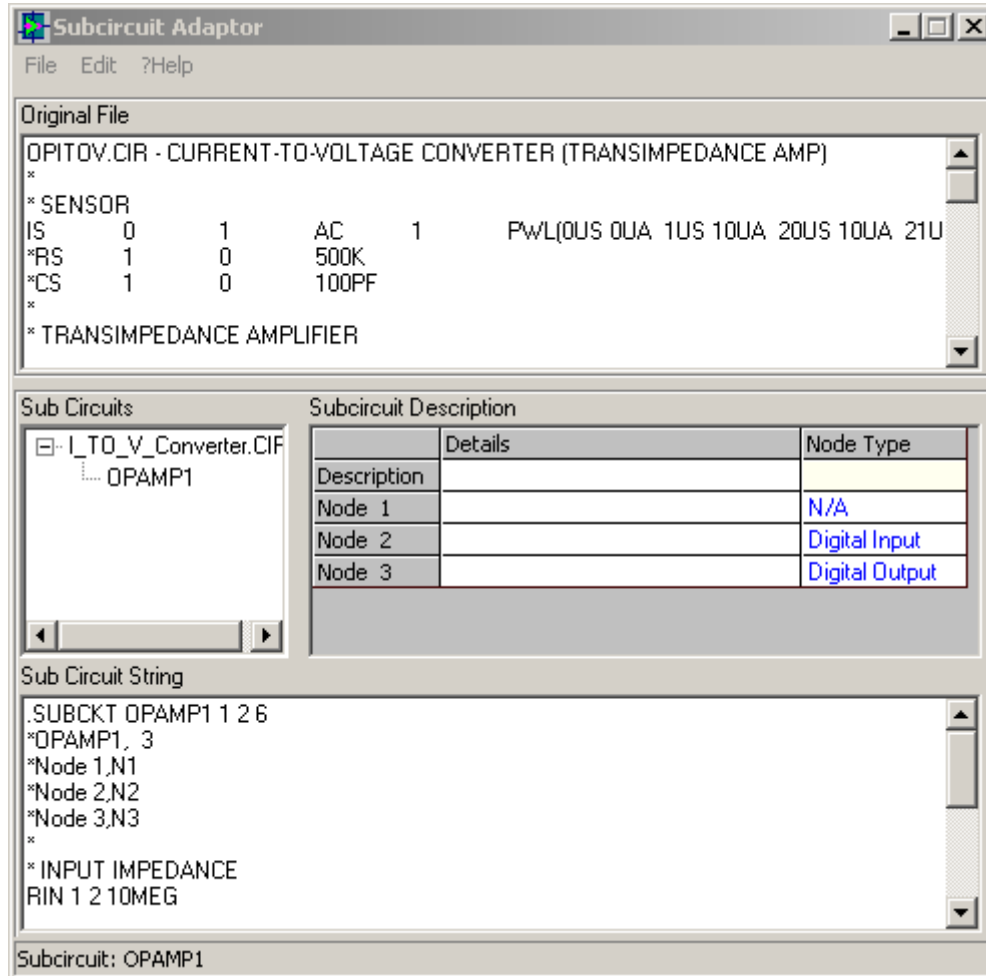 Subcircuit Adaptor
File Edit ?Help
Original File
OPITOV.CIR - CURRENT-TO-VOLTAGE CONVERTER (TRANSIMPEDANCE AMP)
*
* SENSOR
IS 0 1 AC 1 PWL(0US 0UA 1US 10UA 20US 10UA 21U
*RS 1 0 500K
*CS 1 0 100PF
*
* TRANSIMPEDANCE AMPLIFIER
Sub Circuits
I_TO_V_Converter.CIF
OPAMP1
Subcircuit Description
Details Node Type
Description
Node 1 N/A
Node 2 Digital Input
Node 3 Digital Output
Sub Circuit String
.SUBCKT OPAMP1 1 2 6
*OPAMP1, 3
*Node 1,N1
*Node 2,N2
*Node 3,N3
*
* INPUT IMPEDANCE
RIN 1 2 10MEG
Subcircuit: OPAMP1